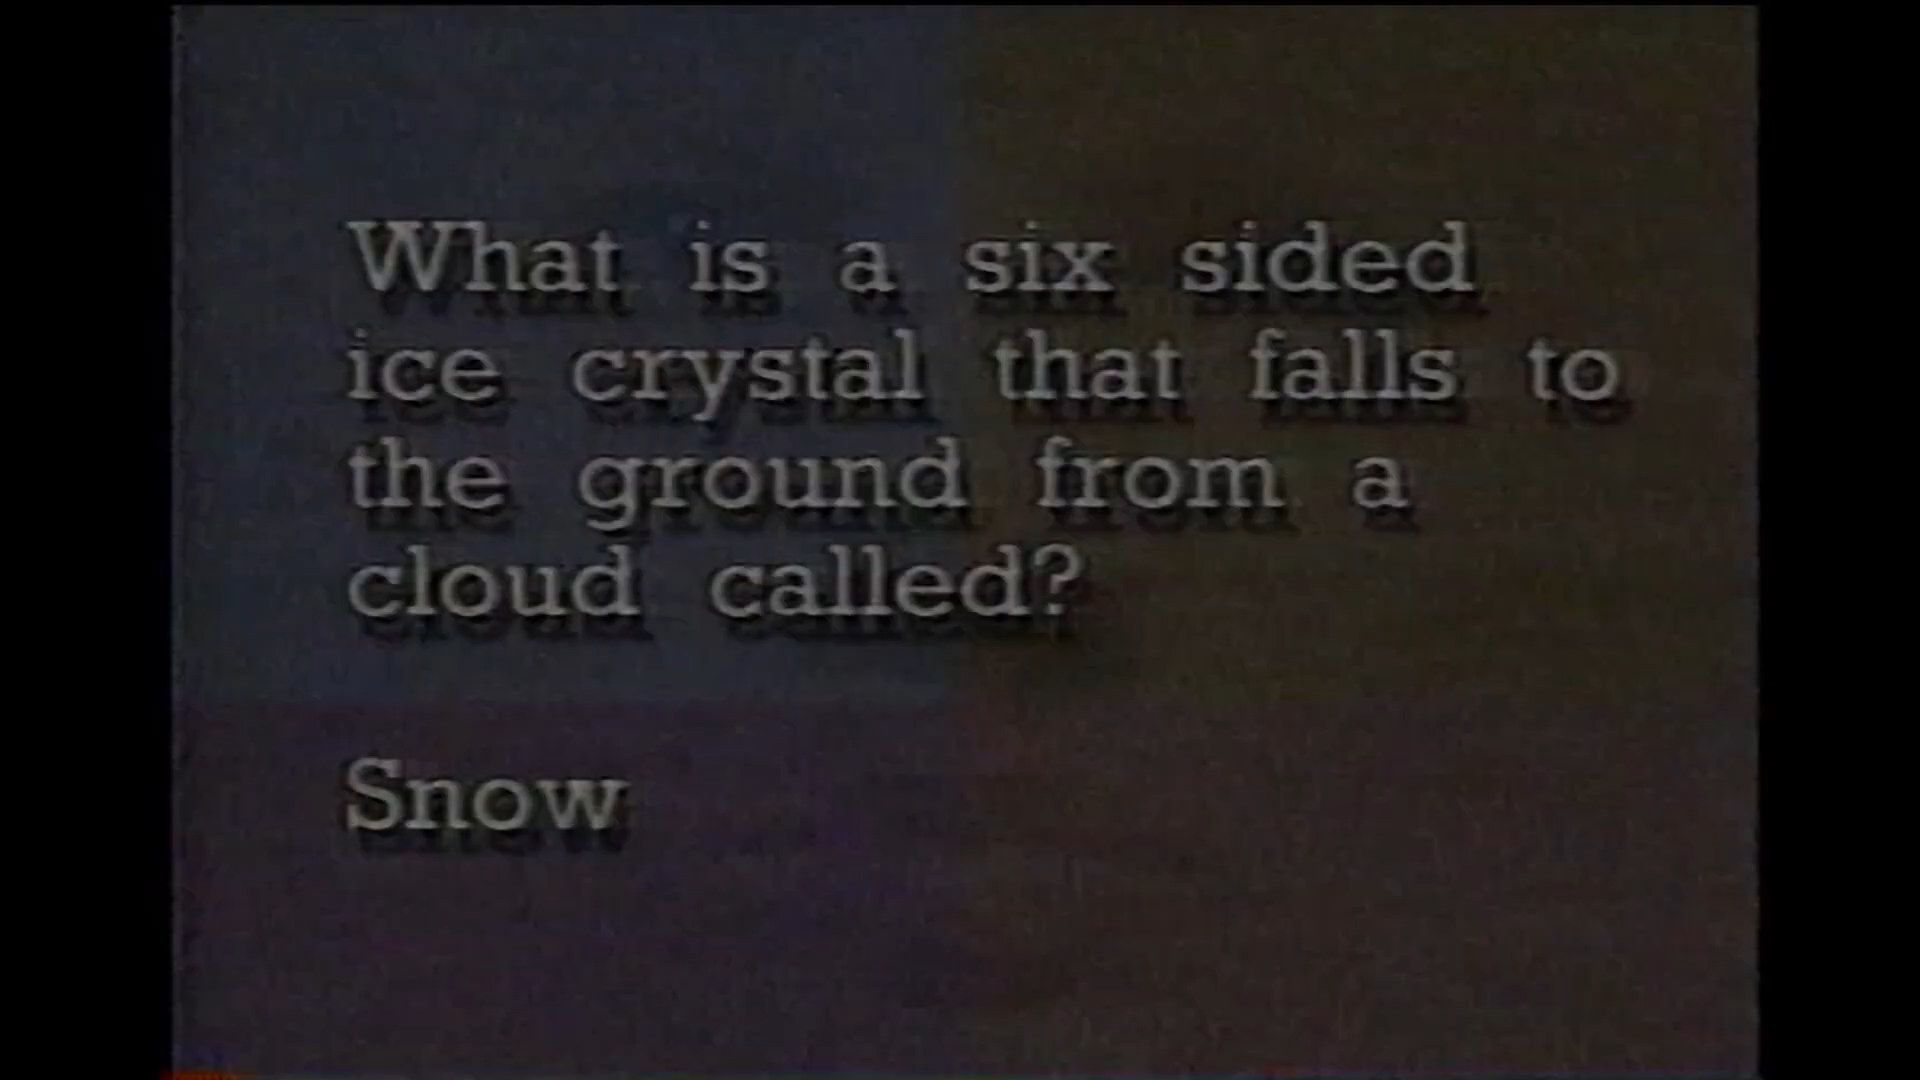 What is a six sided
ice crystal that falls to
the ground from a
cloud called?
Snow